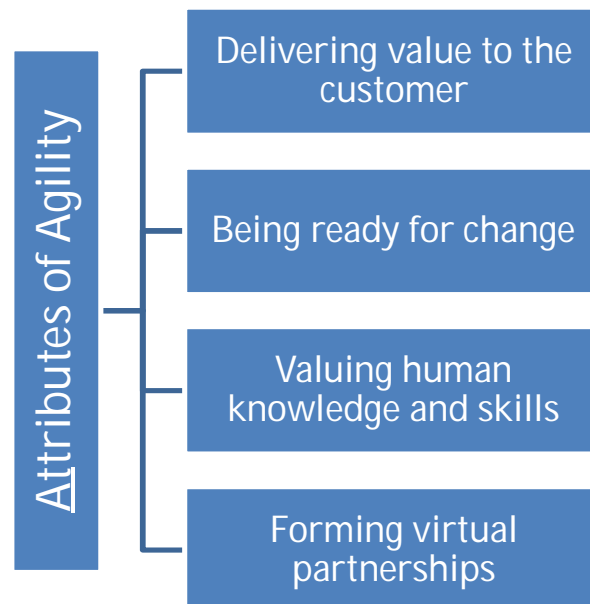 Attributes of Agility
Delivering value to the
customer
Being ready for change
Valuing human
knowledge and skills
Forming virtual
partnerships